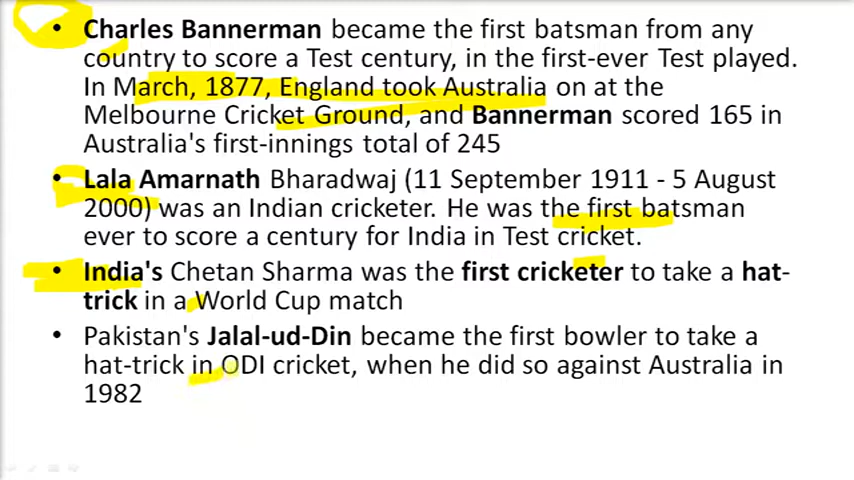 • Charles Bannerman became the first batsman from any
country to score a Test century, in the first-ever Test played.
In March, 1877, England took Australia on at the
Melbourne Cricket Ground, and Bannerman scored 165 in
Australia's first-innings total of 245
• Lala Amarnath Bharadwaj (11 September 1911 - 5 August
2000) was an Indian cricketer. He was the first batsman
ever to score a century for India in Test cricket.
• India's Chetan Sharma was the first cricketer to take a hat-
trick in a World Cup match
• Pakistan's Jalal-ud-Din became the first bowler to take a
hat-trick in ODI cricket, when he did so against Australia in
1982